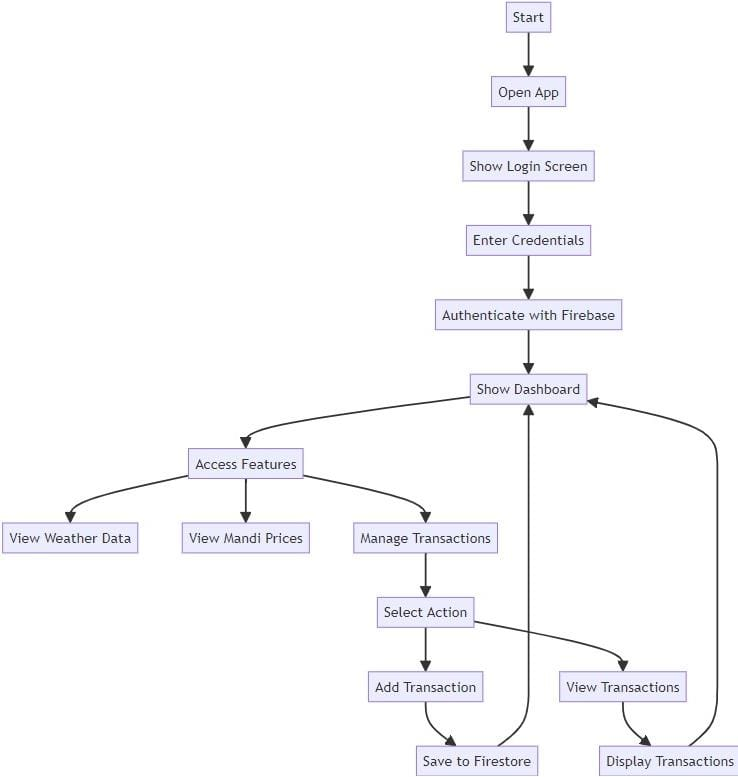 Start
Open App
Show Login Screen
Enter Credentials
Authenticate with Firebase
Show Dashboard
Access Features
View Weather Data
View Mandi Prices
Manage Transactions
Select Action
Add Transaction
View Transactions
Save to Firestore
Display Transactions